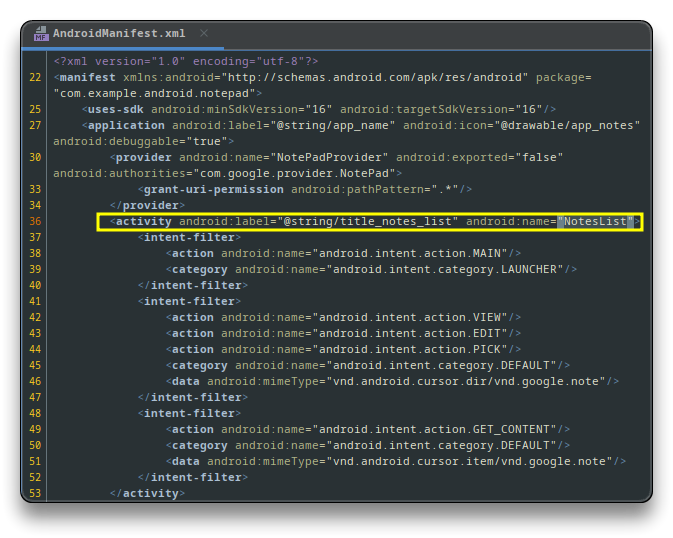 MF AndroidManifest.xml ×
<?xml version="1.0" encoding="utf-8"?>
22 <manifest xmlns:android="http://schemas.android.com/apk/res/android" package=
"com.example.android.notepad">
25 <uses-sdk android:minSdkVersion="16" android:targetSdkVersion="16"/>
27 <application android:label="@string/app_name" android:icon="@drawable/app_notes"
android:debuggable="true">
30 <provider android:name="NotePadProvider" android:exported="false"
android:authorities="com.google.provider.NotePad">
33 <grant-uri-permission android:pathPattern=".*"/>
34 </provider>
36 <activity android:label="@string/title_notes_list" android:name="NotesList">
37 <intent-filter>
38 <action android:name="android.intent.action.MAIN"/>
39 <category android:name="android.intent.category.LAUNCHER"/>
40 </intent-filter>
41 <intent-filter>
42 <action android:name="android.intent.action.VIEW"/>
43 <action android:name="android.intent.action.EDIT"/>
44 <action android:name="android.intent.action.PICK"/>
45 <category android:name="android.intent.category.DEFAULT"/>
46 <data android:mimeType="vnd.android.cursor.dir/vnd.google.note"/>
47 </intent-filter>
48 <intent-filter>
49 <action android:name="android.intent.action.GET_CONTENT"/>
50 <category android:name="android.intent.category.DEFAULT"/>
51 <data android:mimeType="vnd.android.cursor.item/vnd.google.note"/>
52 </intent-filter>
53 </activity>